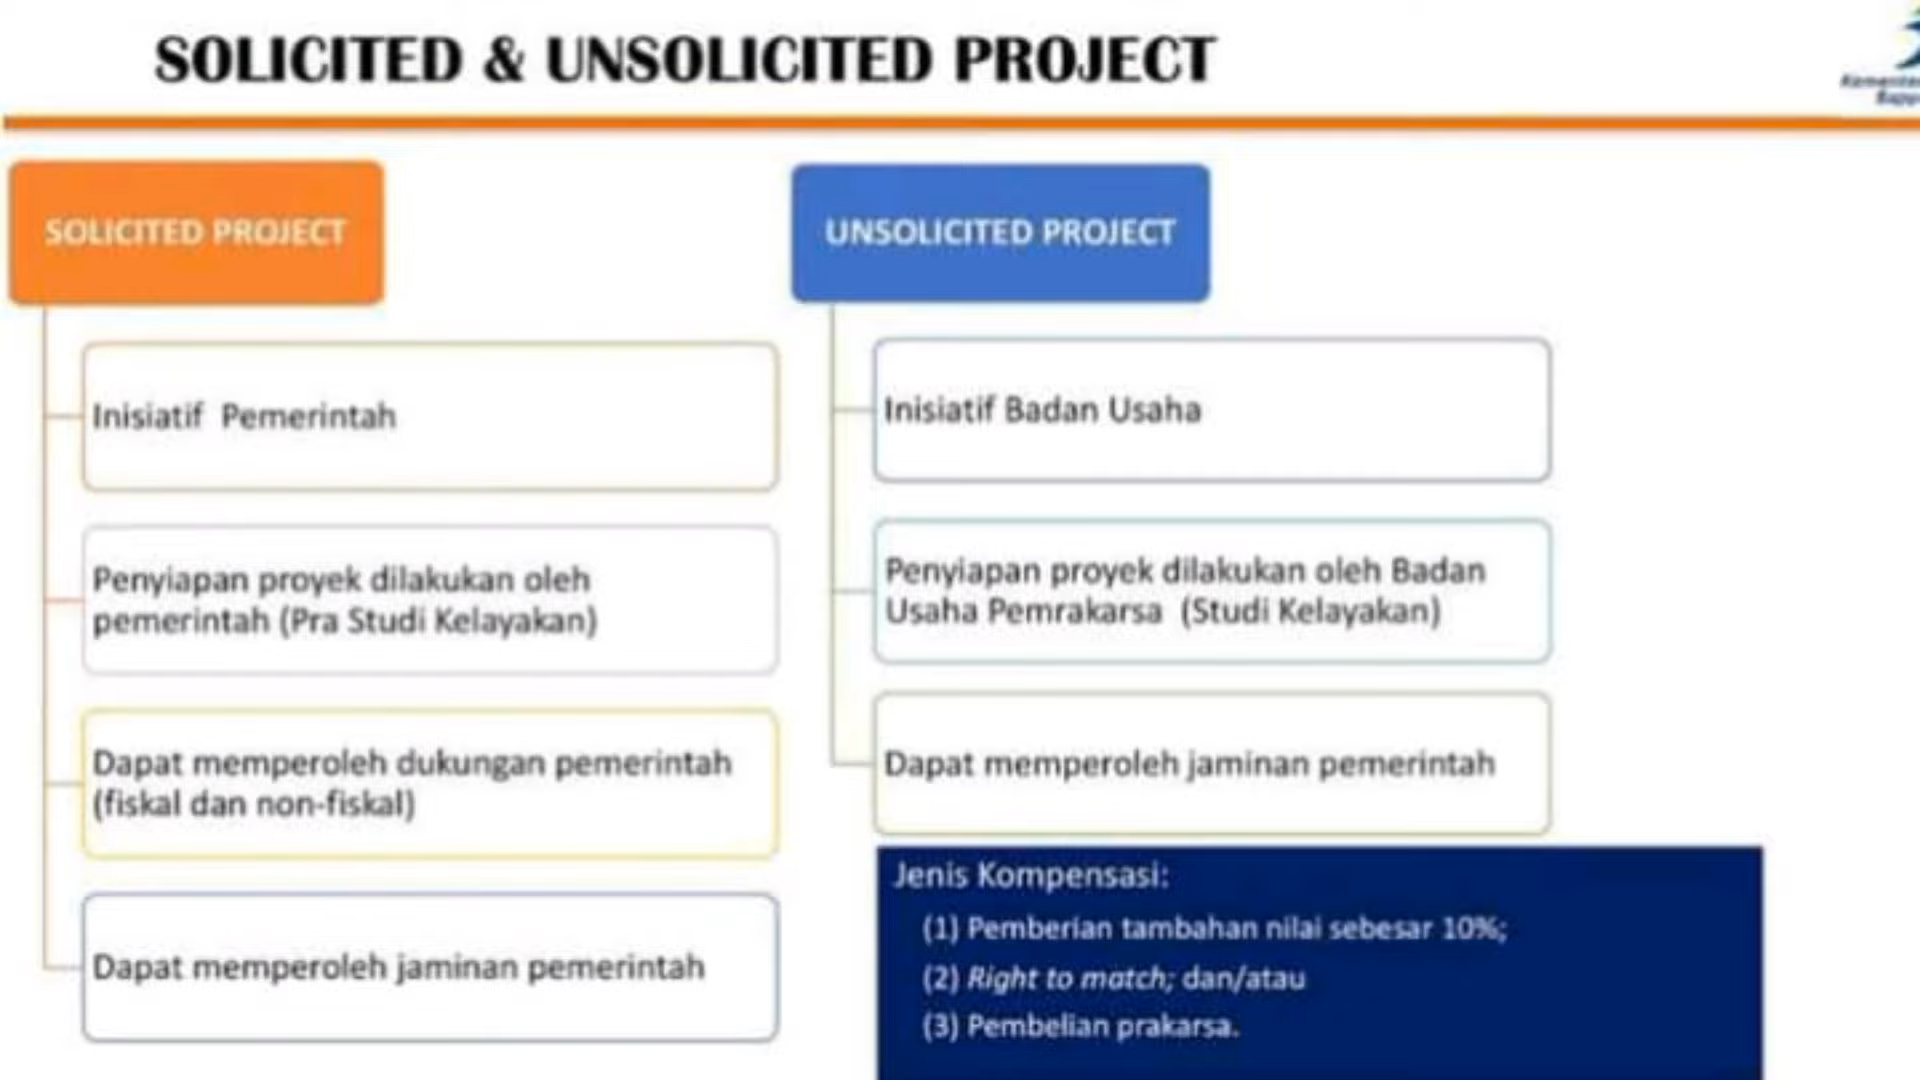 SOLICITED & UNSOLICITED PROJECT
SOLICITED PROJECT
Inisiatif Pemerintah
Penyiapan proyek dilakukan oleh
pemerintah (Pra Studi Kelayakan)
Dapat memperoleh dukungan pemerintah
(fiskal dan non-fiskal)
Dapat memperoleh jaminan pemerintah
UNSOLICITED PROJECT
Inisiatif Badan Usaha
Penyiapan proyek dilakukan oleh Badan
Usaha Pemrakarsa (Studi Kelayakan)
Dapat memperoleh jaminan pemerintah
Jenis Kompensasi:
(1) Pemberian tambahan nilai sebesar 10%;
(2) Right to match; dan/atau
(3) Pembelian prakarsa.